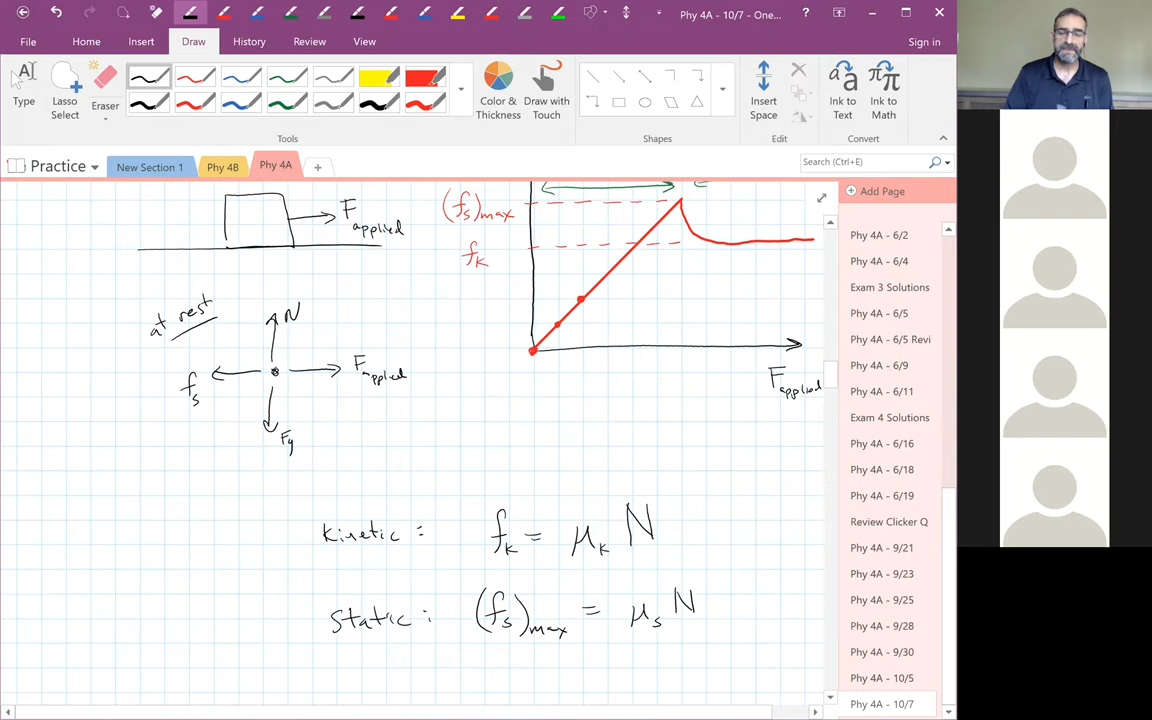 Phy 4A - 10/7 - One...
?
File
Home
Insert
Draw
History
Review
View
Sign in
Type
Lasso Select
Eraser
Color & Thickness
Draw with Touch
Insert Space
Ink to Text
Ink to Math
Tools
Shapes
Edit
Convert
Practice
New Section 1
Phy 4B
Phy 4A
+
Search (Ctrl+E)
Add Page
Phy 4A - 6/2
Phy 4A - 6/4
Exam 3 Solutions
Phy 4A - 6/5
Phy 4A - 6/5 Revi
Phy 4A - 6/9
Phy 4A - 6/11
Exam 4 Solutions
Phy 4A - 6/16
Phy 4A - 6/18
Phy 4A - 6/19
Review Clicker Q
Phy 4A - 9/21
Phy 4A - 9/23
Phy 4A - 9/25
Phy 4A - 9/28
Phy 4A - 9/30
Phy 4A - 10/5
Phy 4A - 10/7
F applied
(fs)max
fk
at rest
N
fs
F applied
Fg
F applied
kinetic: fk = μk N
static: (fs)max = μs N